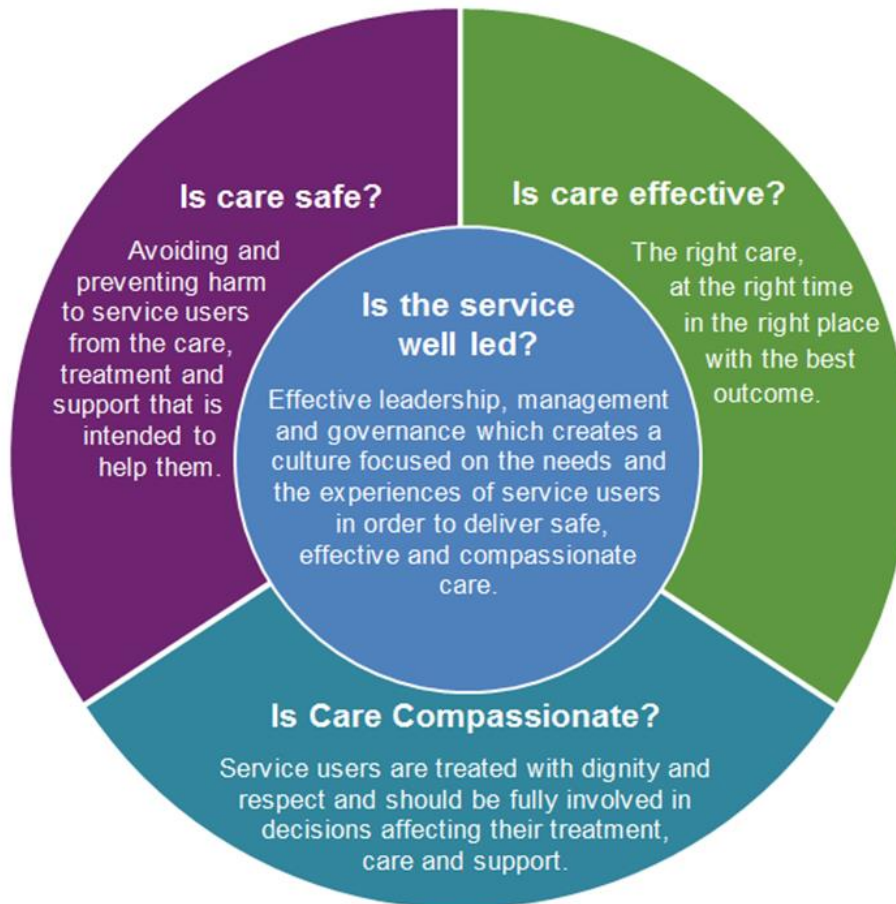 Is care safe?
Avoiding and
preventing harm
to service users
from the care,
treatment and
support that is
intended to
help them.
Is care effective?
The right care,
at the right time
in the right place
with the best
outcome.
Is the service
well led?
Effective leadership, management
and governance which creates a
culture focused on the needs and
the experiences of service users
in order to deliver safe,
effective and compassionate
care.
Is Care Compassionate?
Service users are treated with dignity and
respect and should be fully involved in
decisions affecting their treatment,
care and support.